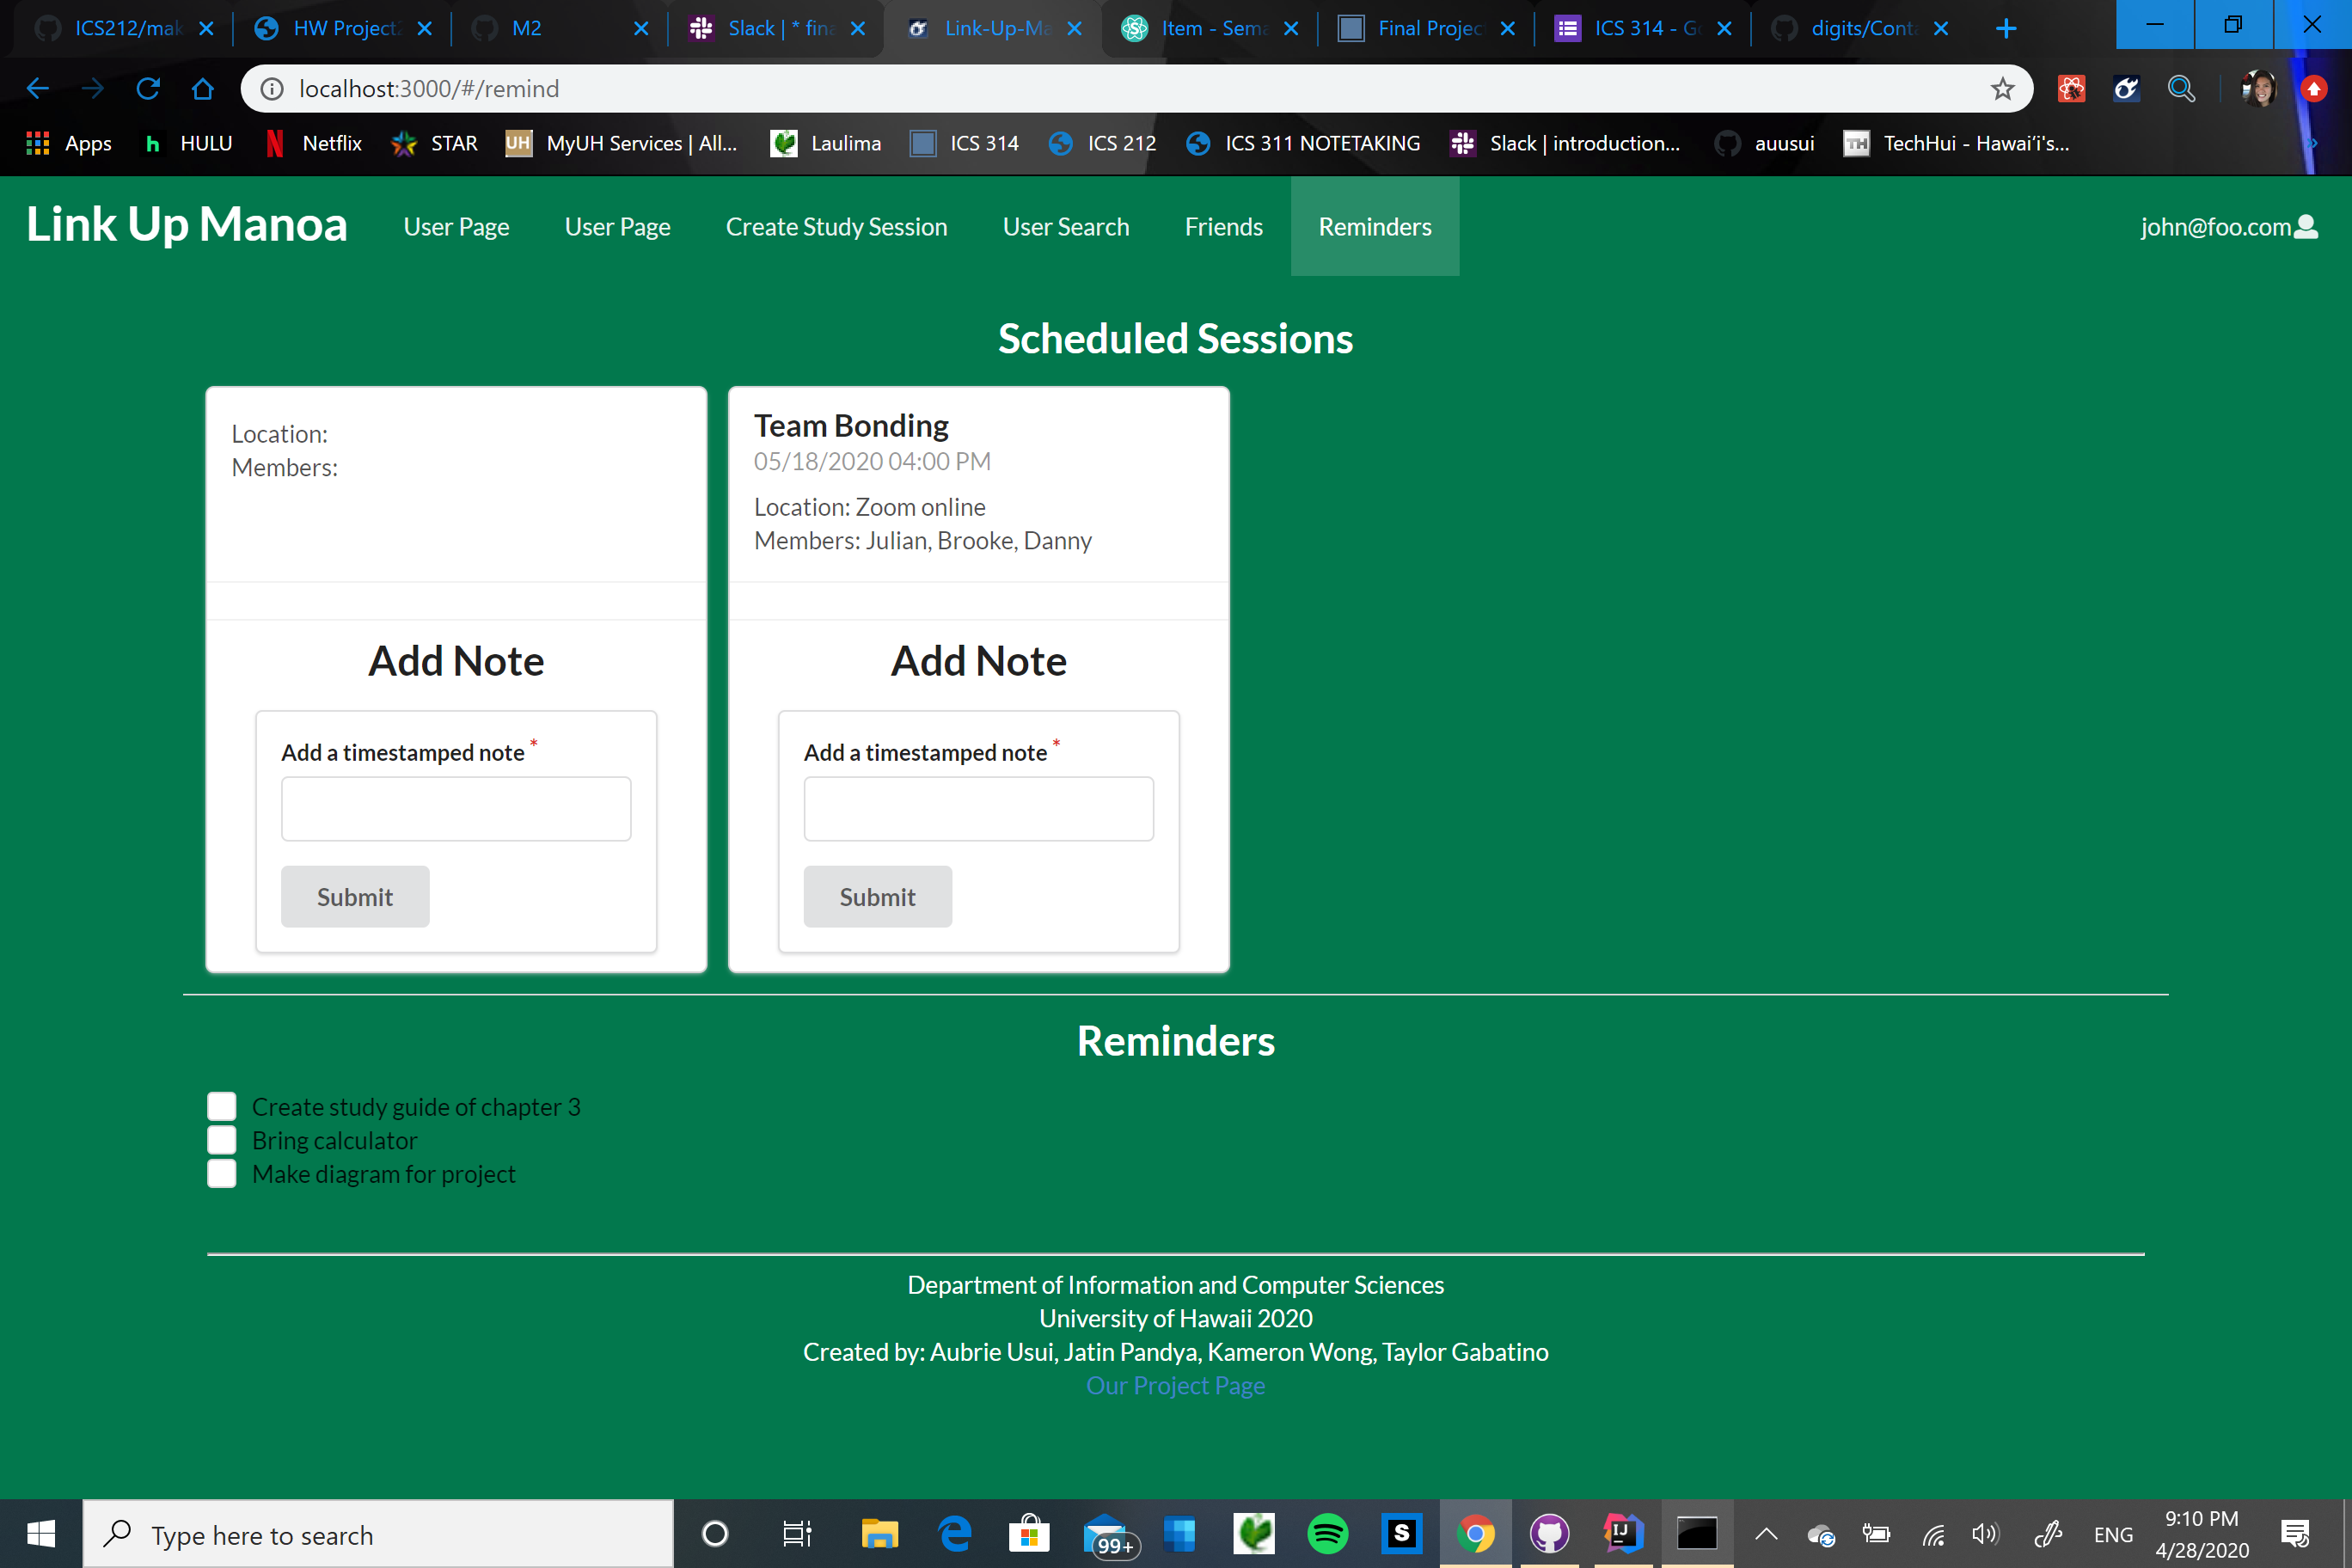 ICS212/mak
HW Project2
M2
Slack | * fina
Link-Up-Ma
Item - Sema
Final Projec
ICS 314 - G
digits/Conta
localhost:3000/#/remind
Apps
h HULU
N Netflix
STAR
UH MyUH Services | All...
Laulima
ICS 314
ICS 212
ICS 311 NOTETAKING
Slack | introduction...
auusui
TH TechHui - Hawaiʻi's...
Link Up Manoa
User Page
User Page
Create Study Session
User Search
Friends
Reminders
john@foo.com
Scheduled Sessions
Location:
Members:
Add Note
Add a timestamped note *
Submit
Team Bonding
05/18/2020 04:00 PM
Location: Zoom online
Members: Julian, Brooke, Danny
Add Note
Add a timestamped note *
Submit
Reminders
Create study guide of chapter 3
Bring calculator
Make diagram for project
Department of Information and Computer Sciences
University of Hawaii 2020
Created by: Aubrie Usui, Jatin Pandya, Kameron Wong, Taylor Gabatino
Our Project Page
Type here to search
99+
S
IJ
ENG
9:10 PM
4/28/2020